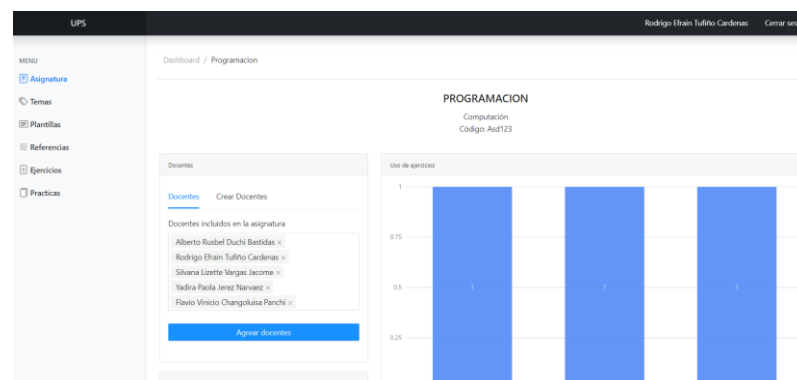 UPS
Rodrigo Efrain Tufiño Cardenas Cerrar ses
MENU
Asignatura
Temas
Plantillas
Referencias
Ejercicios
Practicas
Dashboard / Programacion
PROGRAMACION
Computación
Código: Asd123
Docentes
Docentes Crear Docentes
Docentes incluidos en la asignatura
Alberto Rusbel Duchi Bastidas ×
Rodrigo Efrain Tufiño Cardenas ×
Silvana Lizette Vargas Jacome ×
Yadira Paola Jerez Narvaez ×
Flavio Vinicio Changoluisa Panchi ×
Agrear docentes
Uso de ejercicios
1
0.75
0.5
0.25
1 1 1